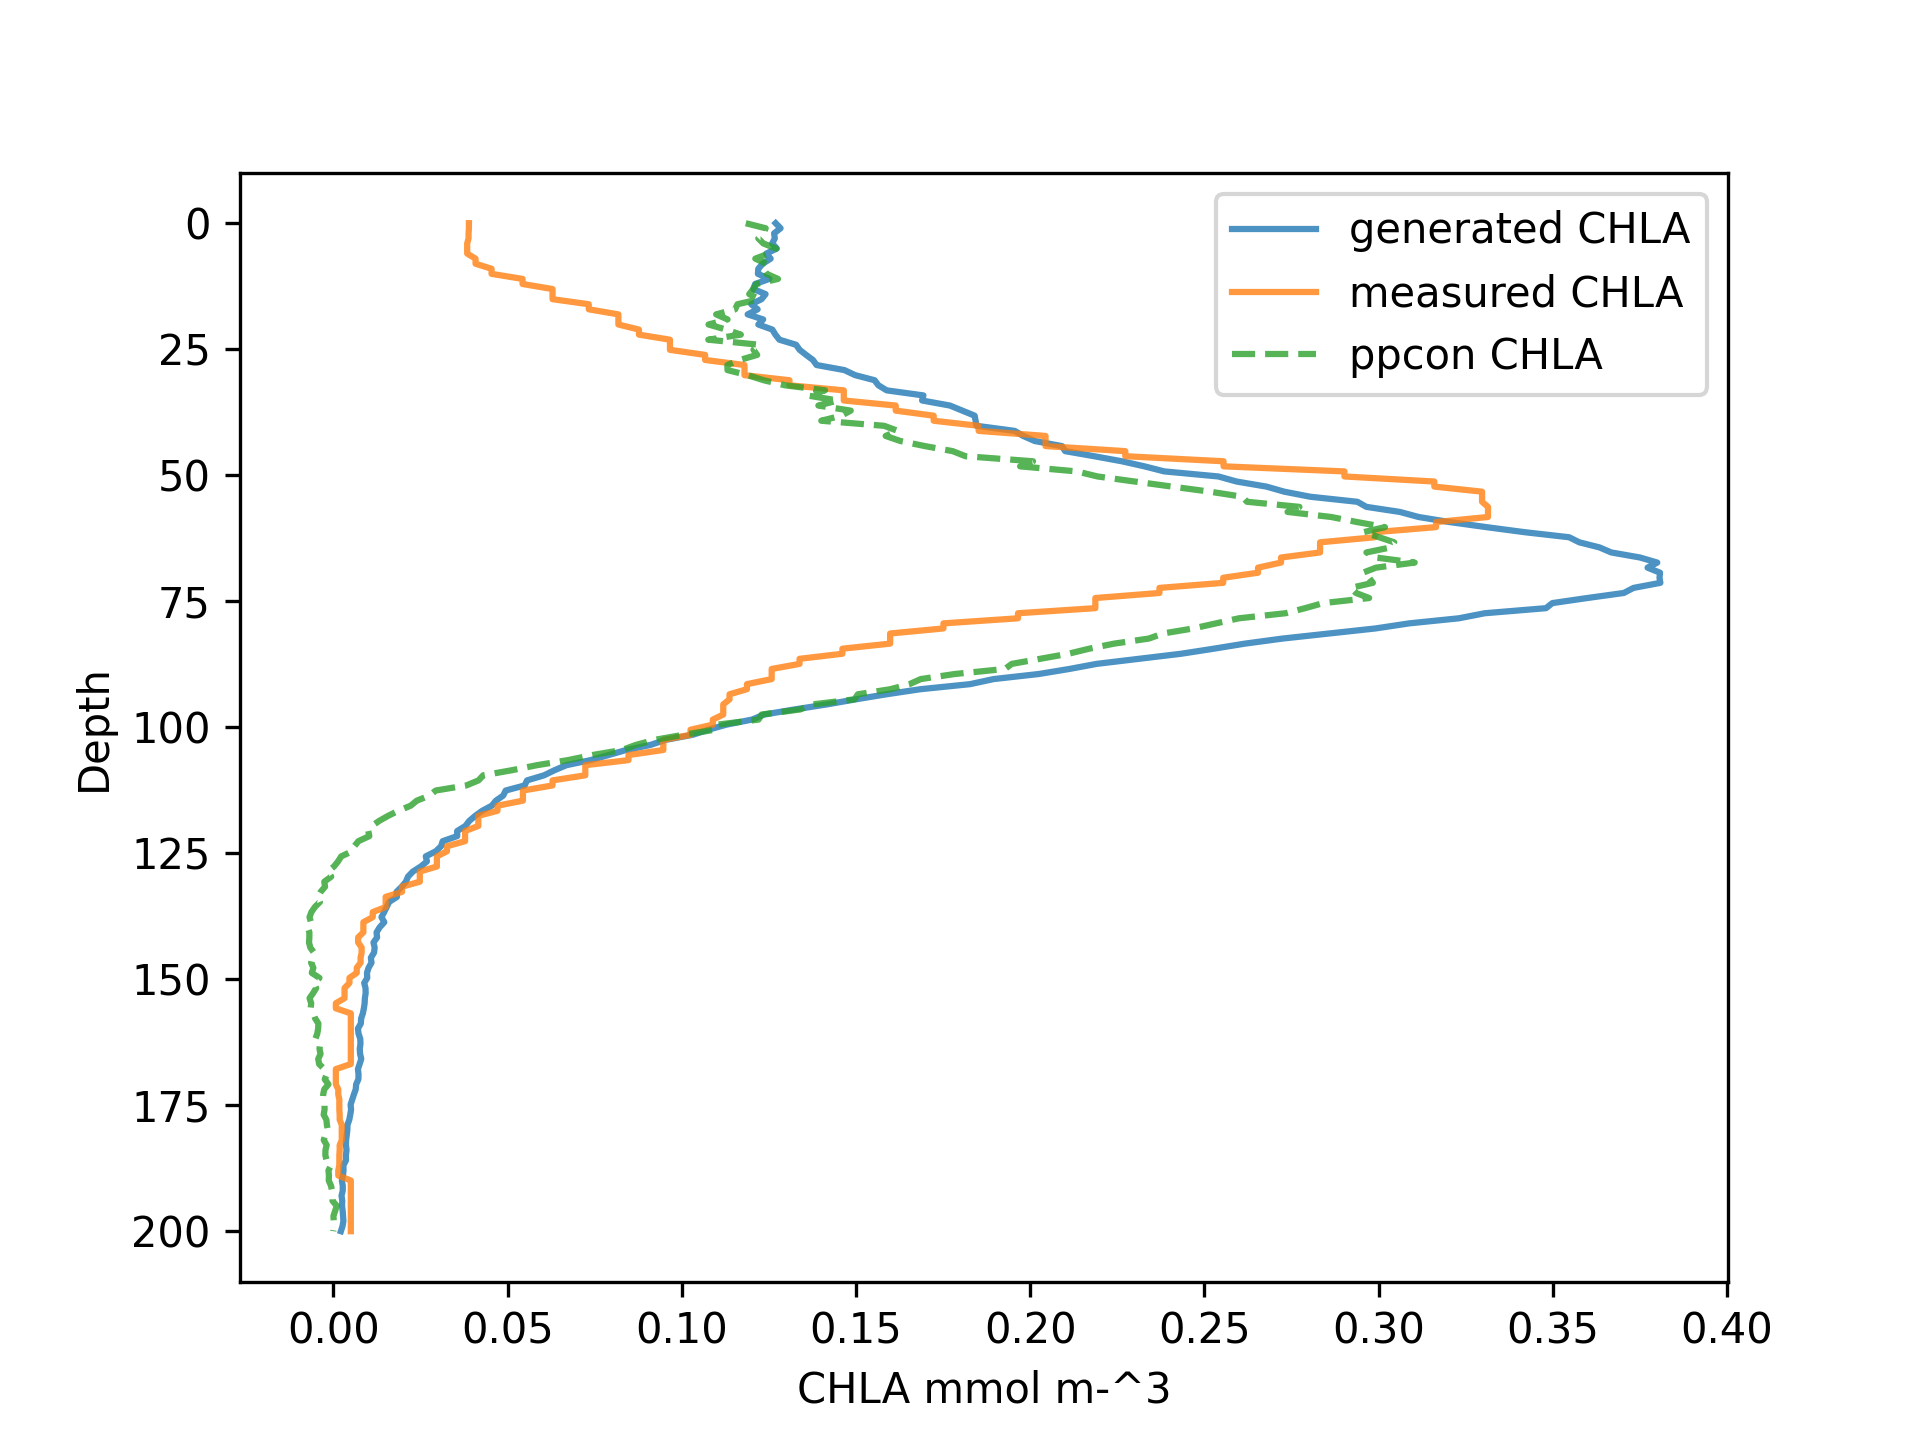 generated CHLA
measured CHLA
ppcon CHLA
0
25
50
75
100
125
150
175
200
Depth
0.00 0.05 0.10 0.15 0.20 0.25 0.30 0.35 0.40
CHLA mmol m-^3